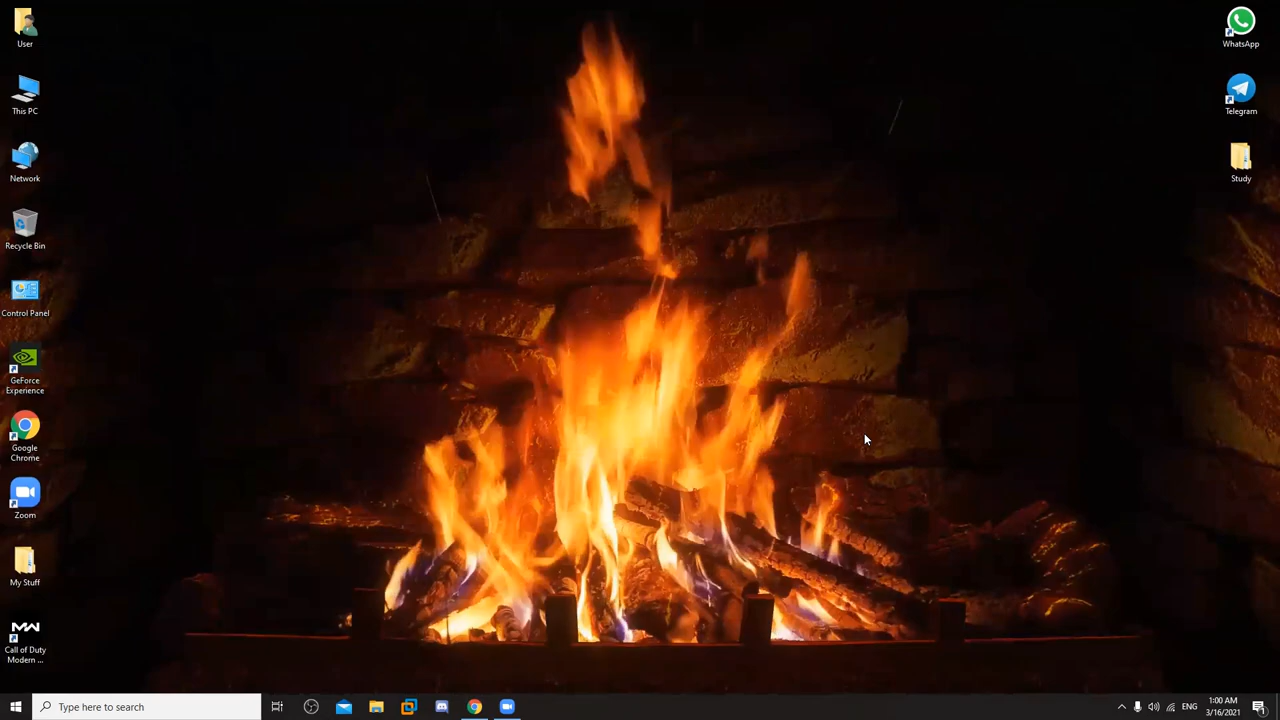 User
This PC
Network
Recycle Bin
Control Panel
GeForce
Experience
Google
Chrome
Zoom
My Stuff
Call of Duty
Modern ...
WhatsApp
Telegram
Study
Type here to search
ENG
1:00 AM
3/16/2021
1